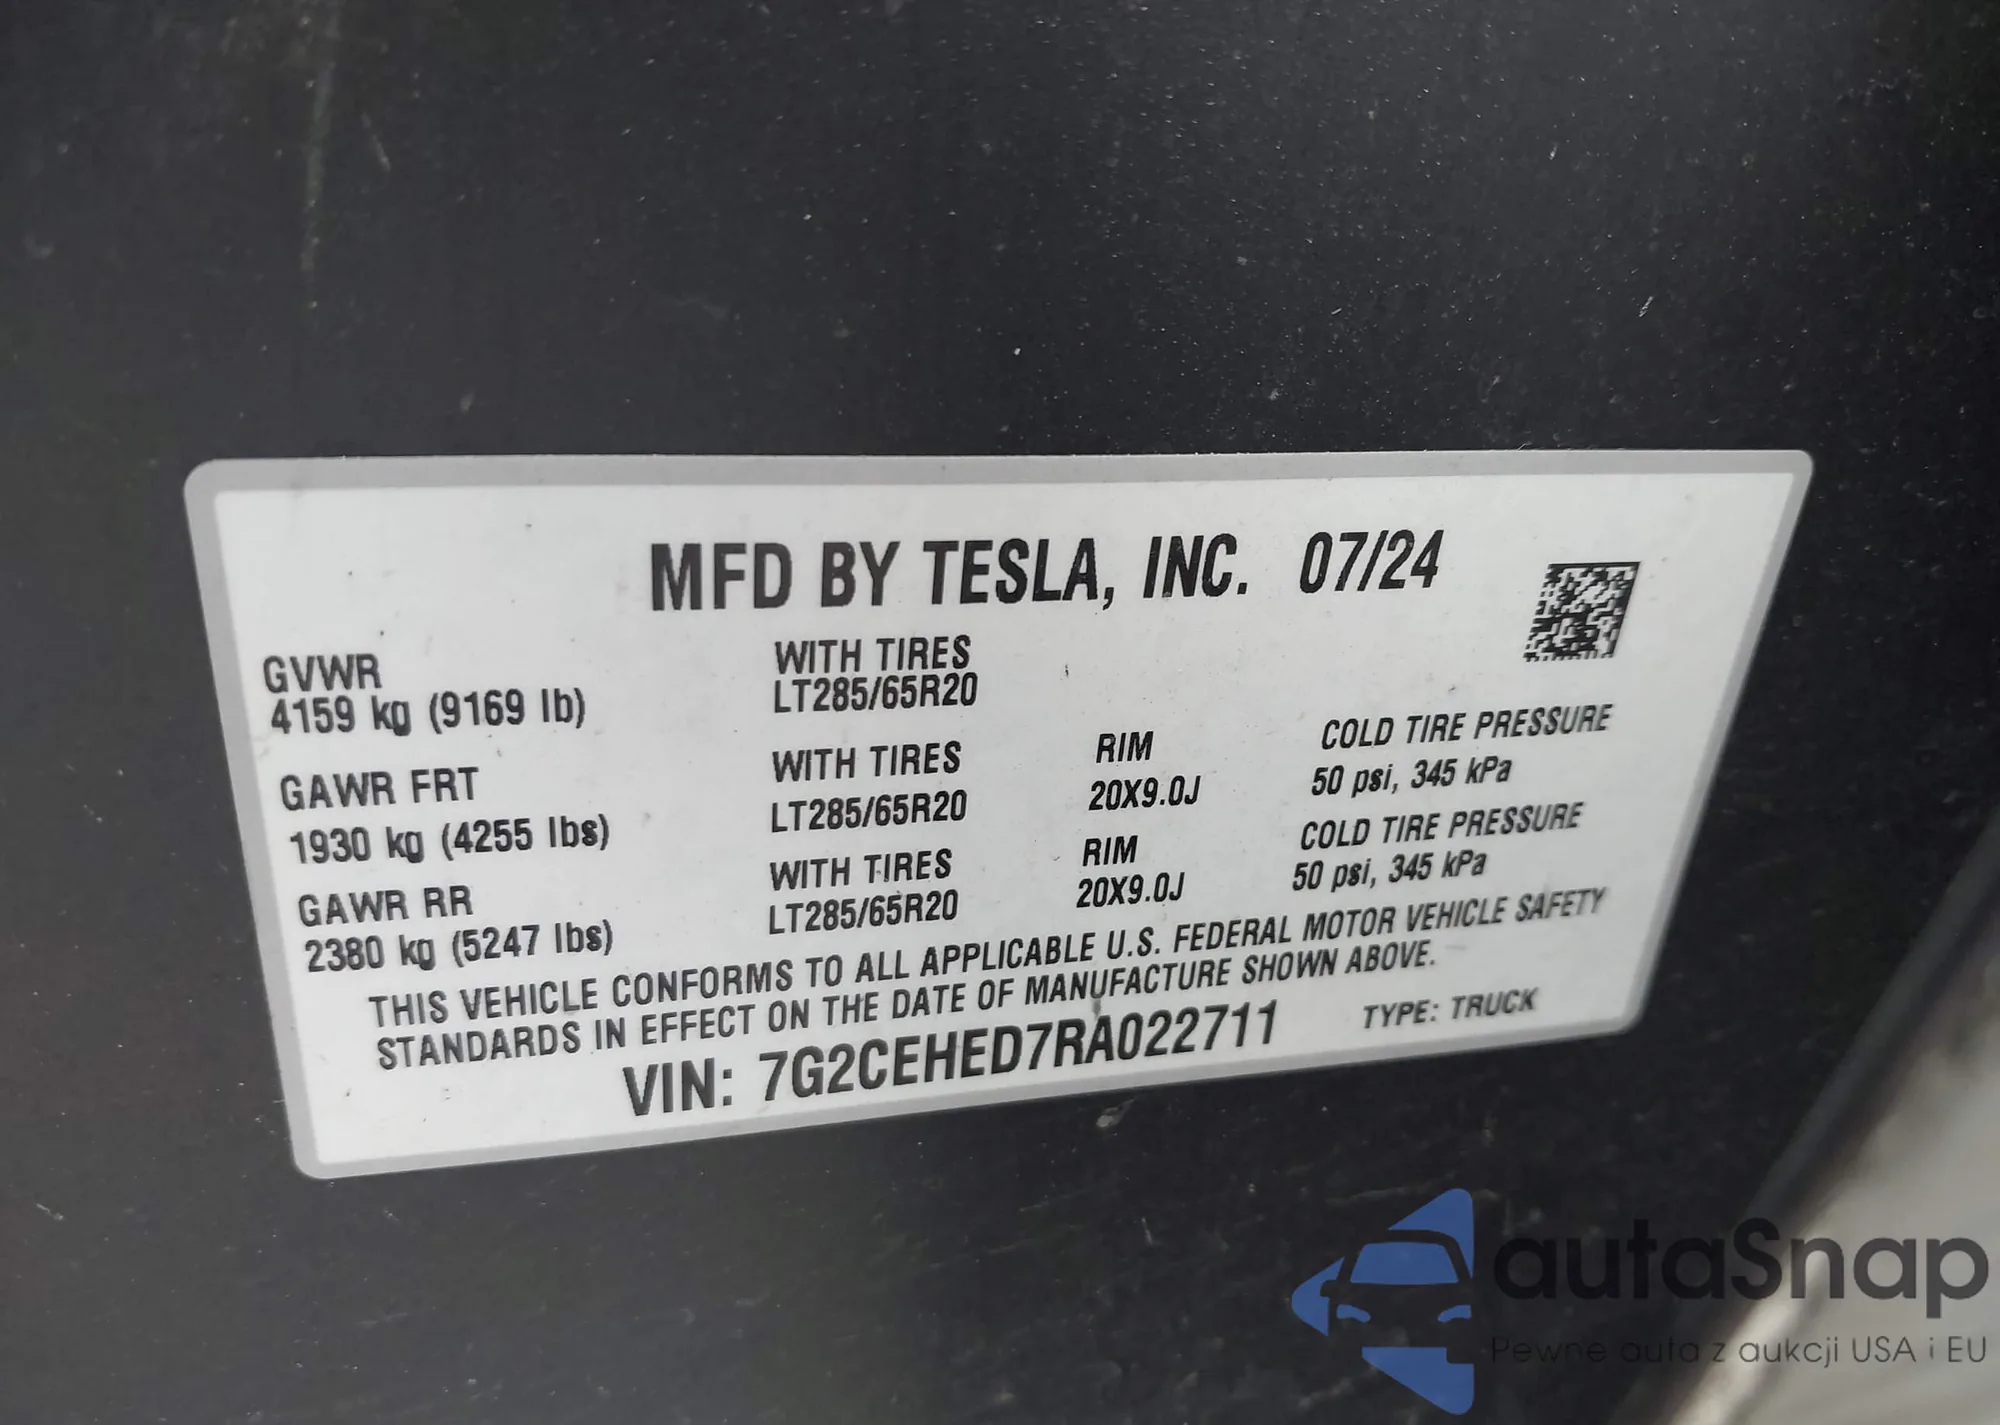 MFD BY TESLA, INC. 07/24
GVWR
4159 kg (9169 lb)
WITH TIRES
LT285/65R20
GAWR FRT
1930 kg (4255 lbs)
WITH TIRES
LT285/65R20
RIM
20X9.0J
COLD TIRE PRESSURE
50 psi, 345 kPa
GAWR RR
2380 kg (5247 lbs)
WITH TIRES
LT285/65R20
RIM
20X9.0J
COLD TIRE PRESSURE
50 psi, 345 kPa
THIS VEHICLE CONFORMS TO ALL APPLICABLE U.S. FEDERAL MOTOR VEHICLE SAFETY
STANDARDS IN EFFECT ON THE DATE OF MANUFACTURE SHOWN ABOVE.
VIN: 7G2CEHED7RA022711
TYPE: TRUCK
autaSnap
Pewne auta z aukcji USA i EU